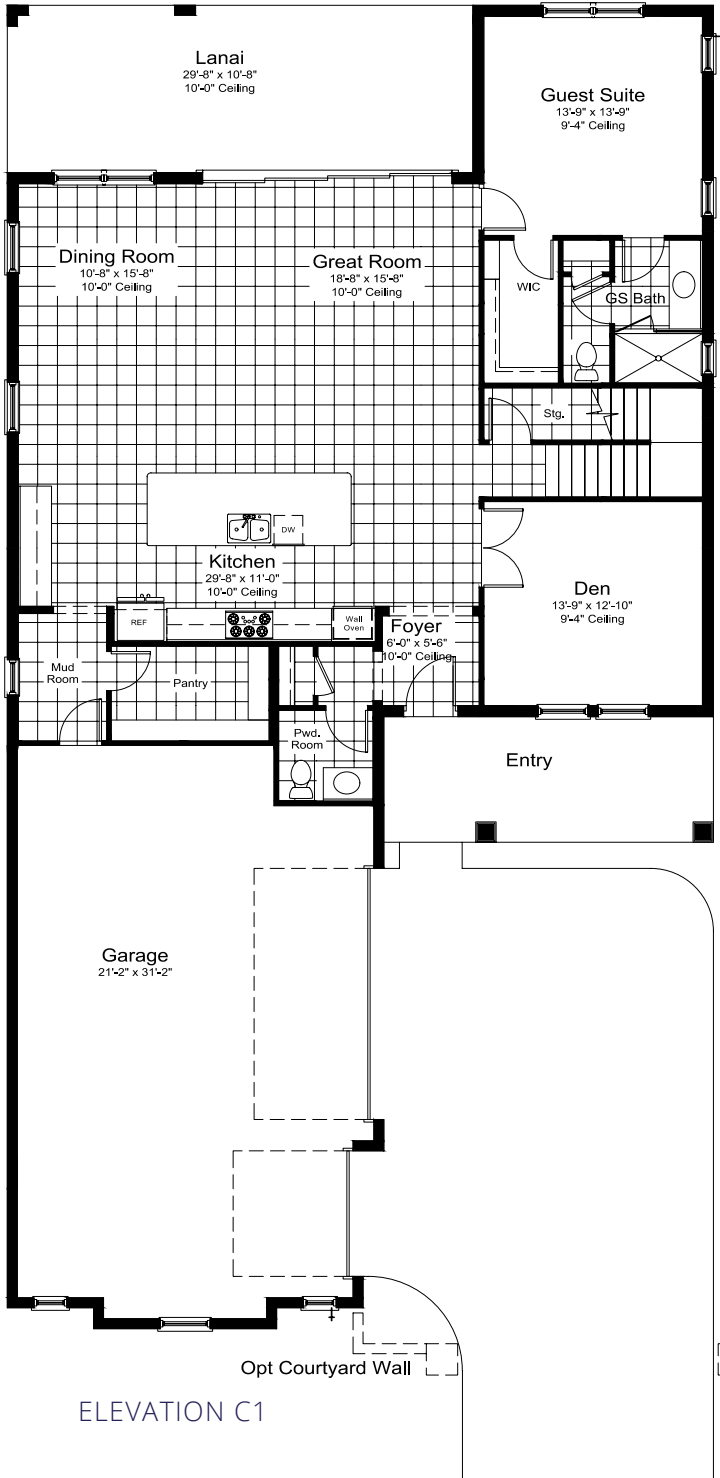 Lanai
29'-8" x 10'-8"
10'-0" Ceiling
Guest Suite
13'-9" x 13'-9"
9'-4" Ceiling
Dining Room
10'-8" x 15'-8"
10'-0" Ceiling
Great Room
18'-8" x 15'-8"
10'-0" Ceiling
WIC
GS Bath
Stg.
DW
Kitchen
29'-8" x 11'-0"
10'-0" Ceiling
Den
13'-9" x 12'-10"
9'-4" Ceiling
REF
Wall
Oven
Foyer
6'-0" x 5'-6"
10'-0" Ceiling
Mud
Room
Pantry
Pwd.
Room
Entry
Garage
21'-2" x 31'-2"
Opt Courtyard Wall
ELEVATION C1